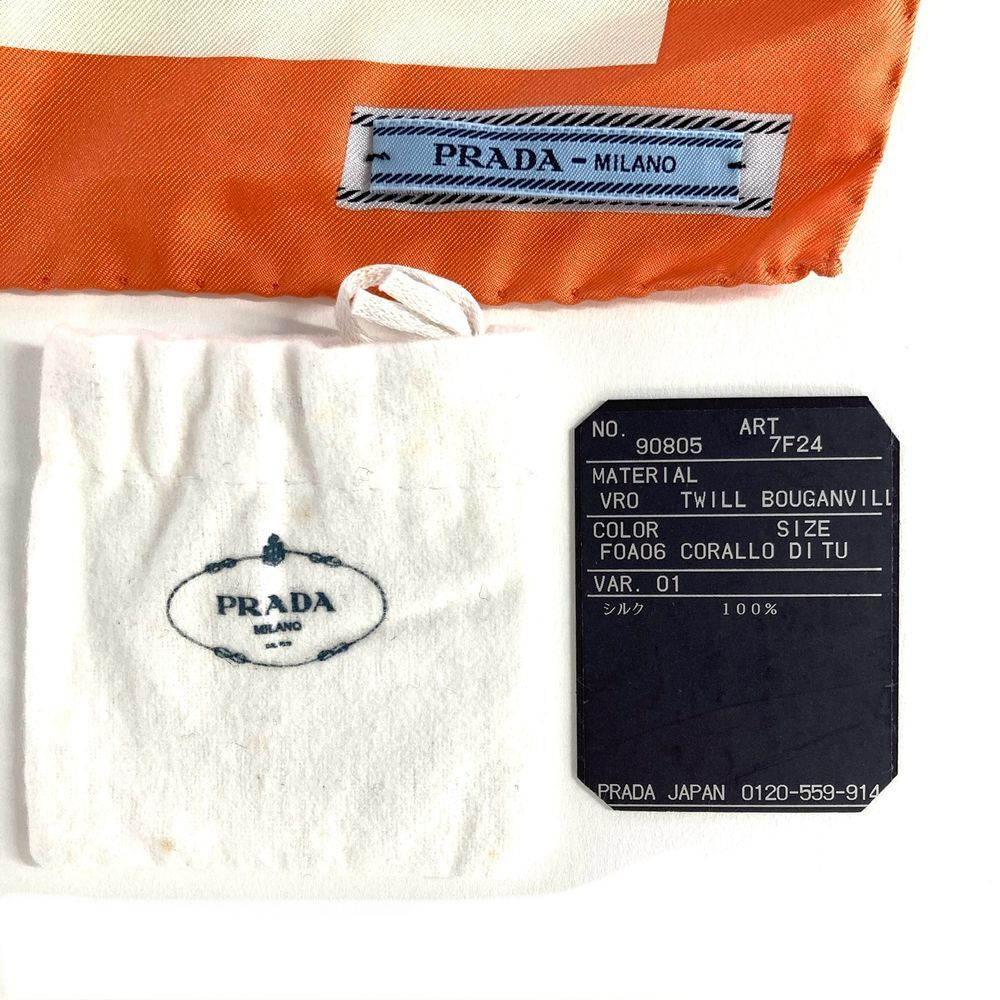 PRADA - MILANO
PRADA
MILANO
NO. ART
90805 7F24
MATERIAL
VRO TWILL BOUGANVILL
COLOR SIZE
F0A06 CORALLO DI TU
VAR. 01
シルク 100%
PRADA JAPAN 0120-559-914